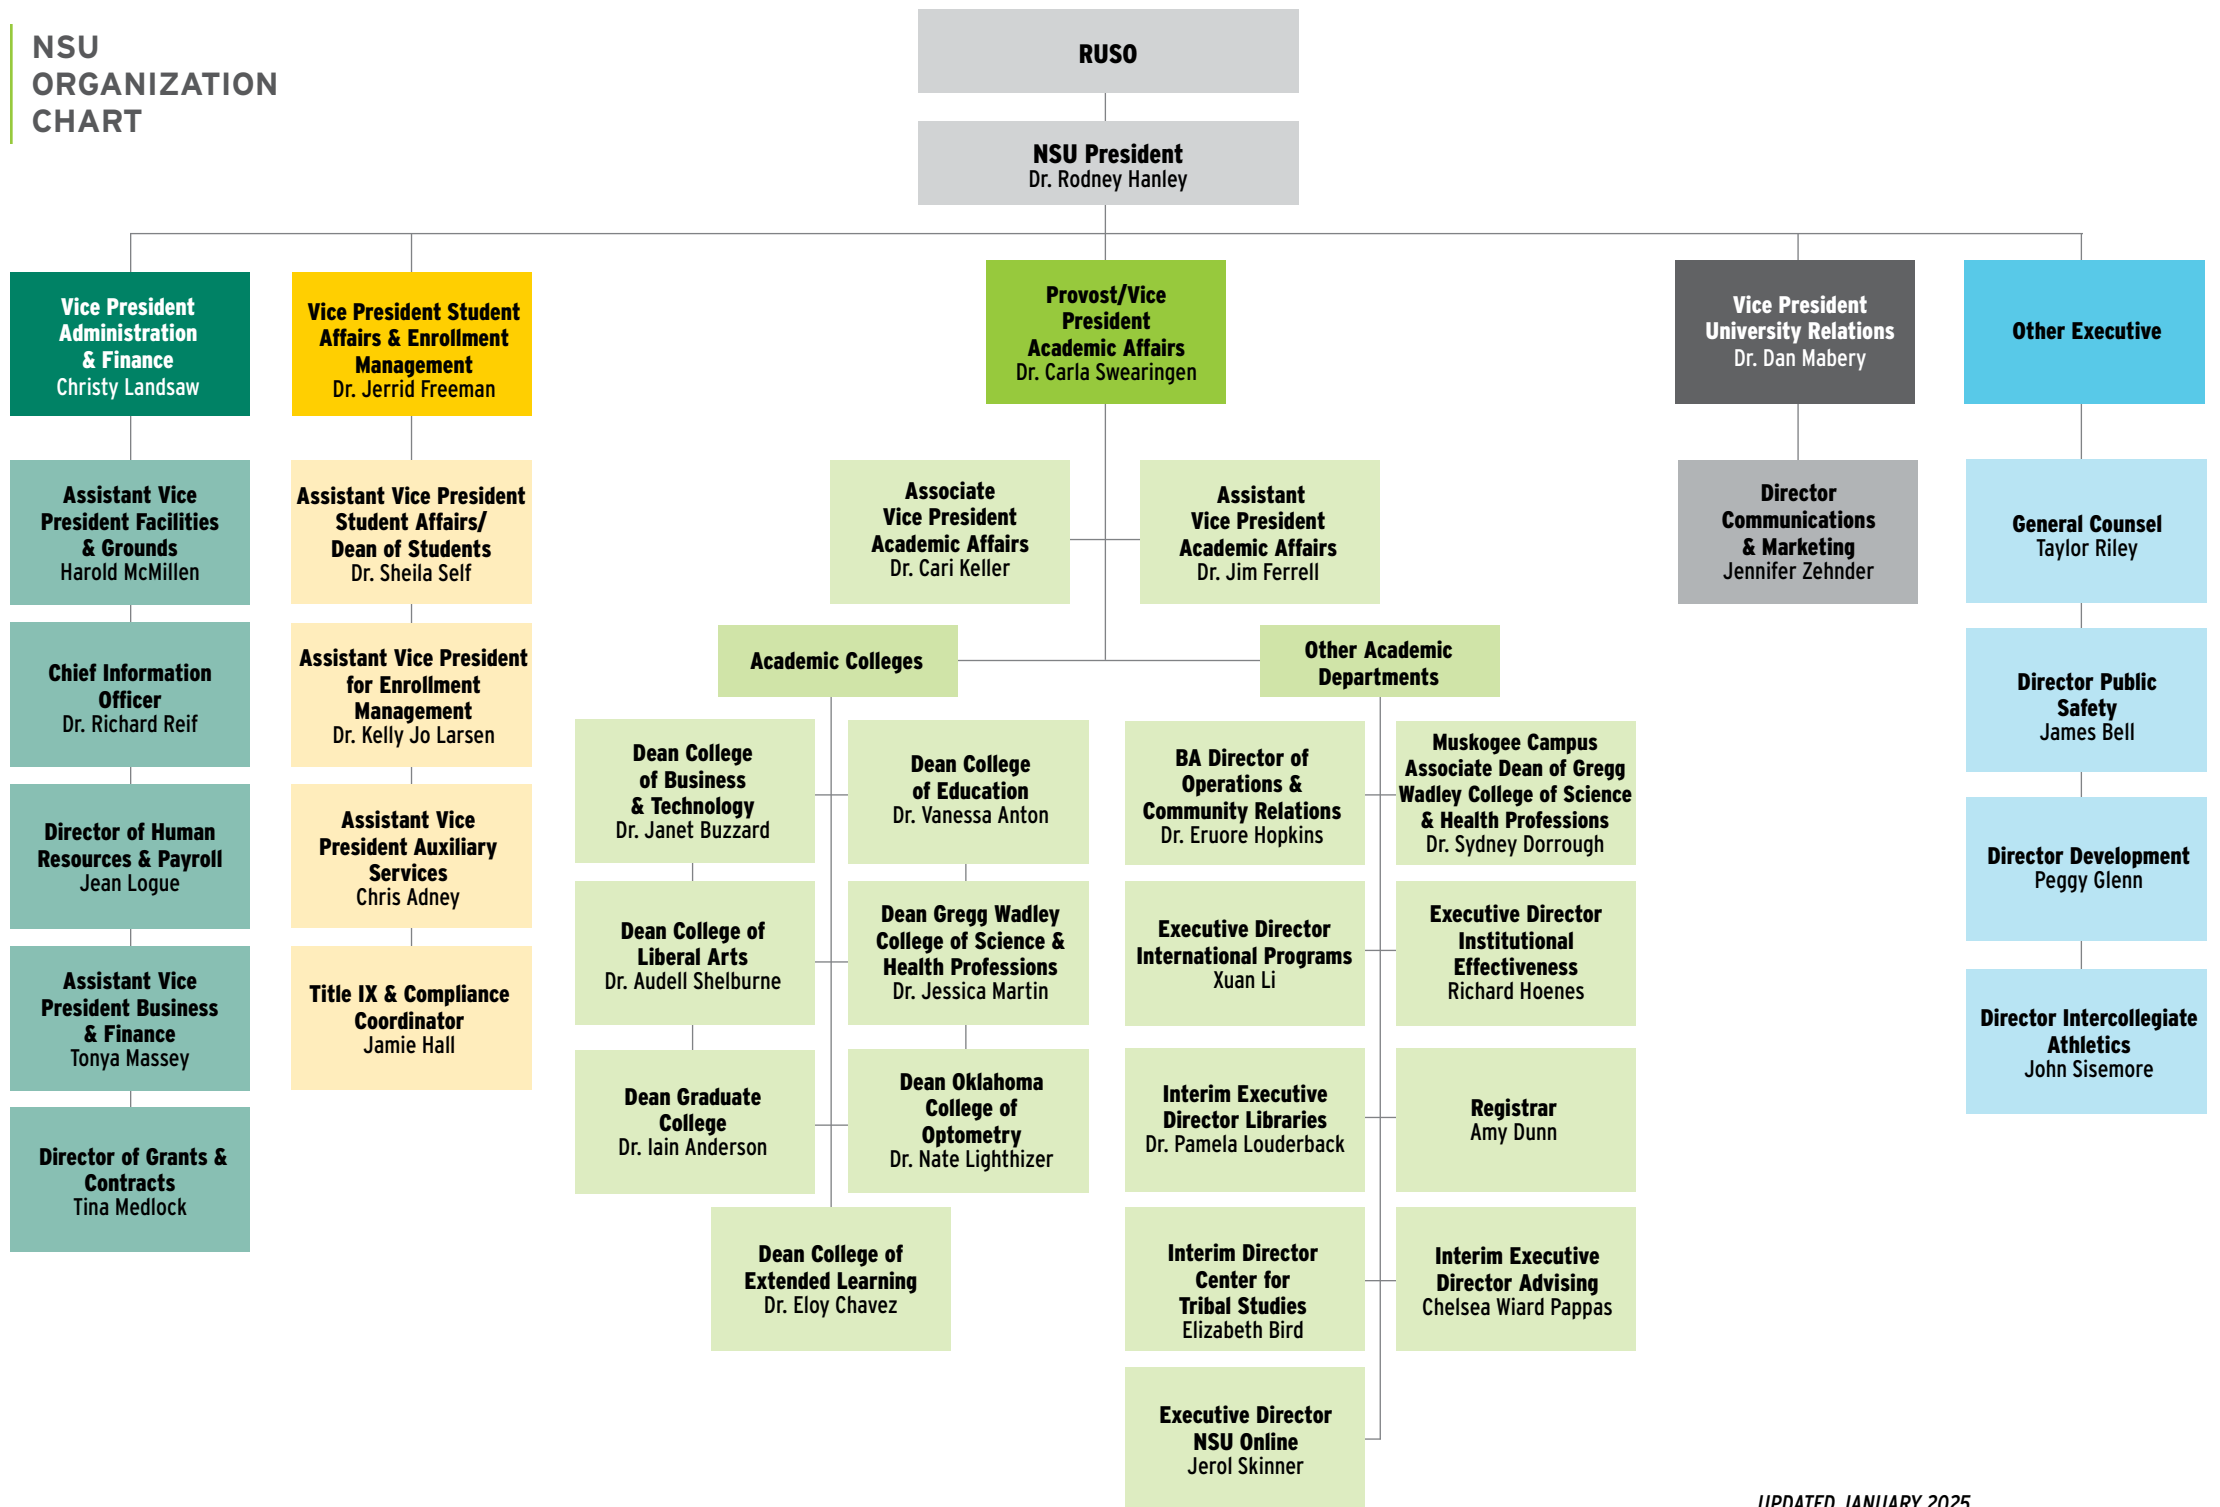 NSU
ORGANIZATION
CHART
RUSO
NSU President
Dr. Rodney Hanley
Vice President
Administration
& Finance
Christy Landsaw
Assistant Vice
President Facilities
& Grounds
Harold McMillen
Chief Information
Officer
Dr. Richard Reif
Director of Human
Resources & Payroll
Jean Logue
Assistant Vice
President Business
& Finance
Tonya Massey
Director of Grants &
Contracts
Tina Medlock
Vice President Student
Affairs & Enrollment
Management
Dr. Jerrid Freeman
Assistant Vice President
Student Affairs/
Dean of Students
Dr. Sheila Self
Assistant Vice President
for Enrollment
Management
Dr. Kelly Jo Larsen
Assistant Vice
President Auxiliary
Services
Chris Adney
Title IX & Compliance
Coordinator
Jamie Hall
Provost/Vice
President
Academic Affairs
Dr. Carla Swearingen
Associate
Vice President
Academic Affairs
Dr. Cari Keller
Assistant
Vice President
Academic Affairs
Dr. Jim Ferrell
Academic Colleges
Dean College
of Business
& Technology
Dr. Janet Buzzard
Dean College
of Education
Dr. Vanessa Anton
Dean College of
Liberal Arts
Dr. Audell Shelburne
Dean Gregg Wadley
College of Science &
Health Professions
Dr. Jessica Martin
Dean Graduate
College
Dr. Iain Anderson
Dean Oklahoma
College of
Optometry
Dr. Nate Lighthizer
Dean College of
Extended Learning
Dr. Eloy Chavez
Other Academic
Departments
BA Director of
Operations &
Community Relations
Dr. Eruore Hopkins
Muskogee Campus
Associate Dean of Gregg
Wadley College of Science
& Health Professions
Dr. Sydney Dorrough
Executive Director
International Programs
Xuan Li
Executive Director
Institutional
Effectiveness
Richard Hoenes
Interim Executive
Director Libraries
Dr. Pamela Louderback
Registrar
Amy Dunn
Interim Director
Center for
Tribal Studies
Elizabeth Bird
Interim Executive
Director Advising
Chelsea Wiard Pappas
Executive Director
NSU Online
Jerol Skinner
Vice President
University Relations
Dr. Dan Mabery
Director
Communications
& Marketing
Jennifer Zehnder
Other Executive
General Counsel
Taylor Riley
Director Public
Safety
James Bell
Director Development
Peggy Glenn
Director Intercollegiate
Athletics
John Sisemore
UPDATED JANUARY 2025